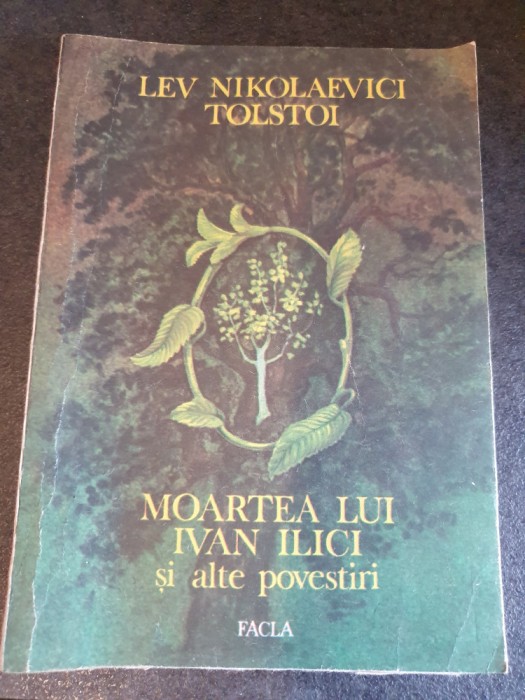 LEV NIKOLAEVICI
TOLSTOI
MOARTEA LUI
IVAN ILICI
și alte povestiri
FACLA